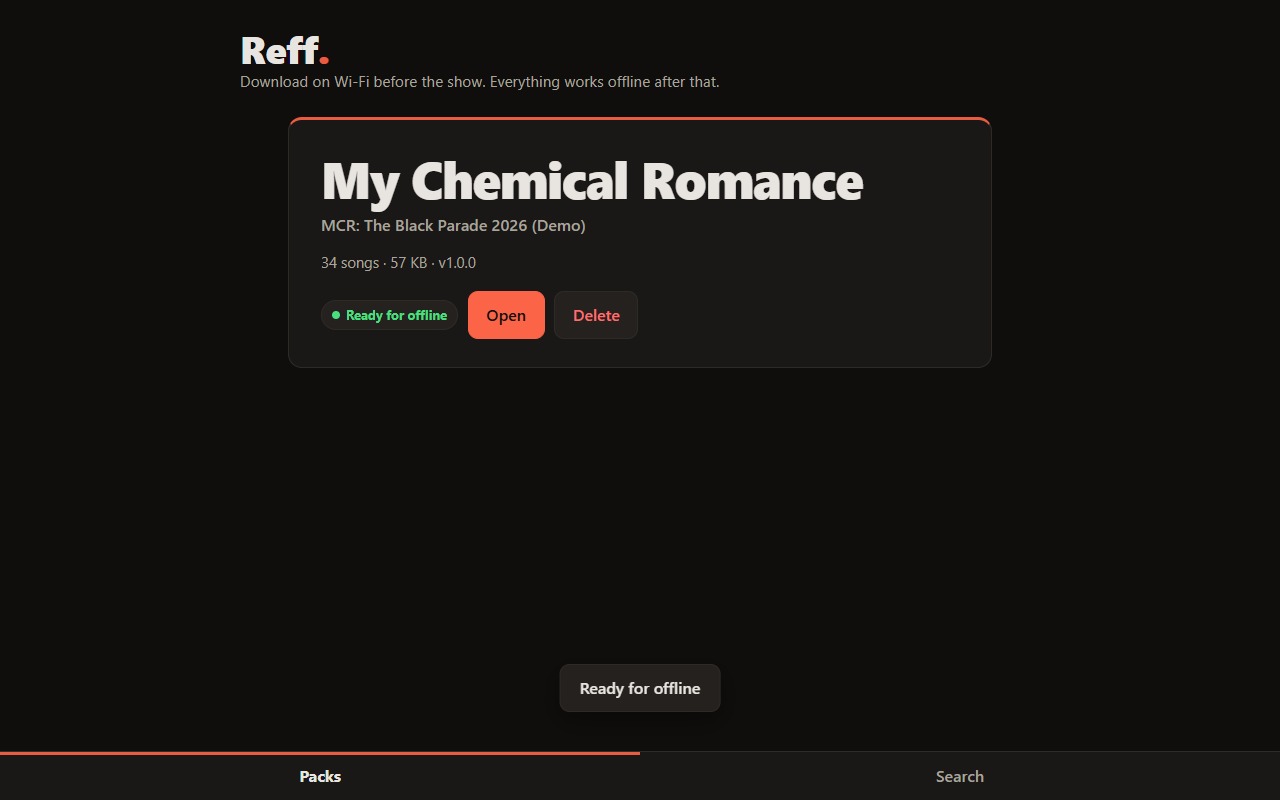 Reff.
Download on Wi-Fi before the show. Everything works offline after that.
My Chemical Romance
MCR: The Black Parade 2026 (Demo)
34 songs · 57 KB · v1.0.0
Ready for offline
Open
Delete
Ready for offline
Packs
Search